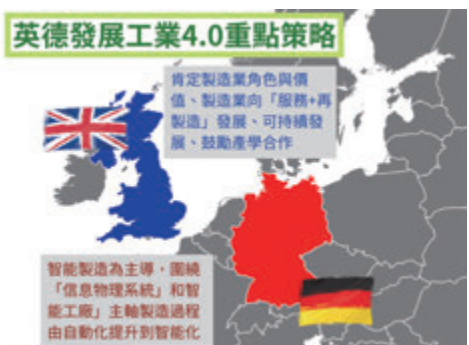 英德發展工業4.0重點策略
肯定製造業角色與價
值、製造業向「服務+再
製造」發展、可持續發
展、鼓勵產學合作
智能製造為主導，圍繞
「信息物理系統」和智
能工廠」主軸製造過程
由自動化提升到智能化